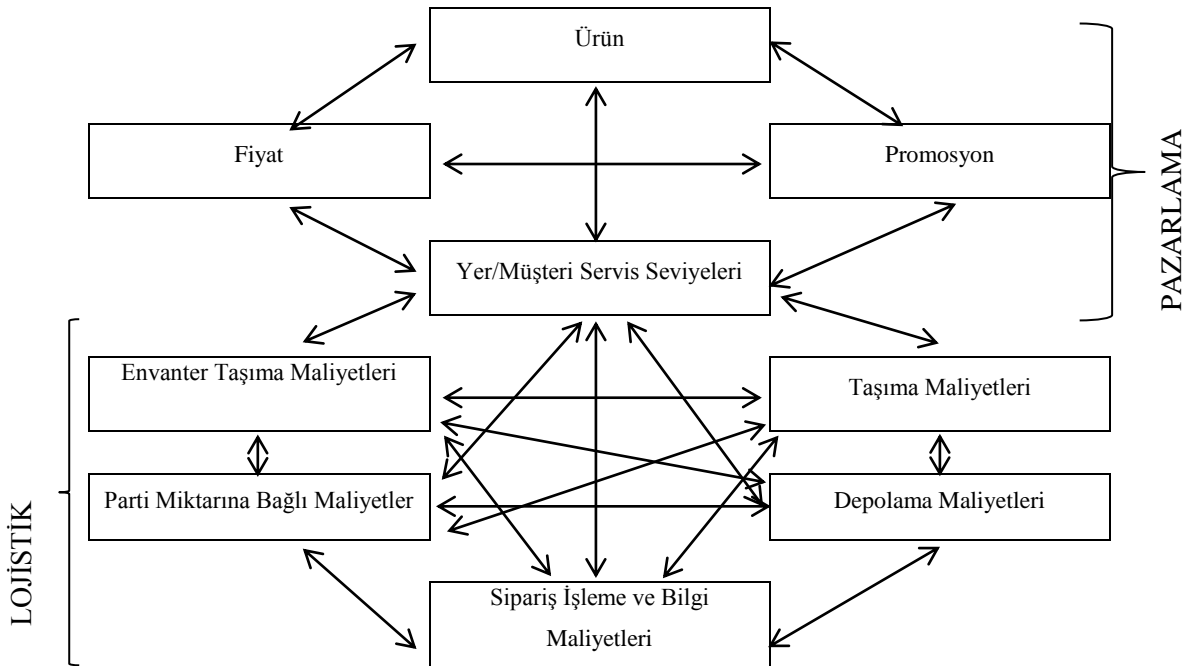 Ürün
Fiyat
Promosyon
Yer/Müşteri Servis Seviyeleri
PAZARLAMA
Envanter Taşıma Maliyetleri
Taşıma Maliyetleri
Parti Miktarına Bağlı Maliyetler
Depolama Maliyetleri
Sipariş İşleme ve Bilgi
Maliyetleri
LOJİSTİK